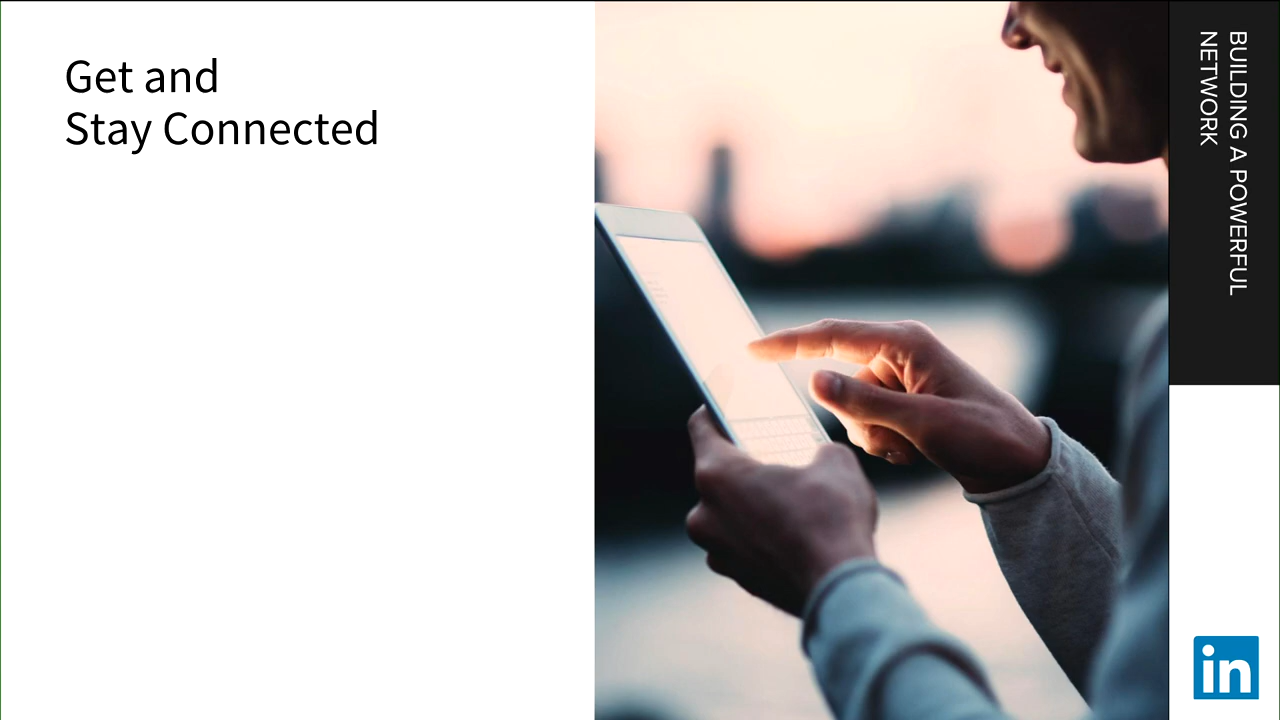 Get and
Stay Connected
BUILDING A POWERFUL
NETWORK
in